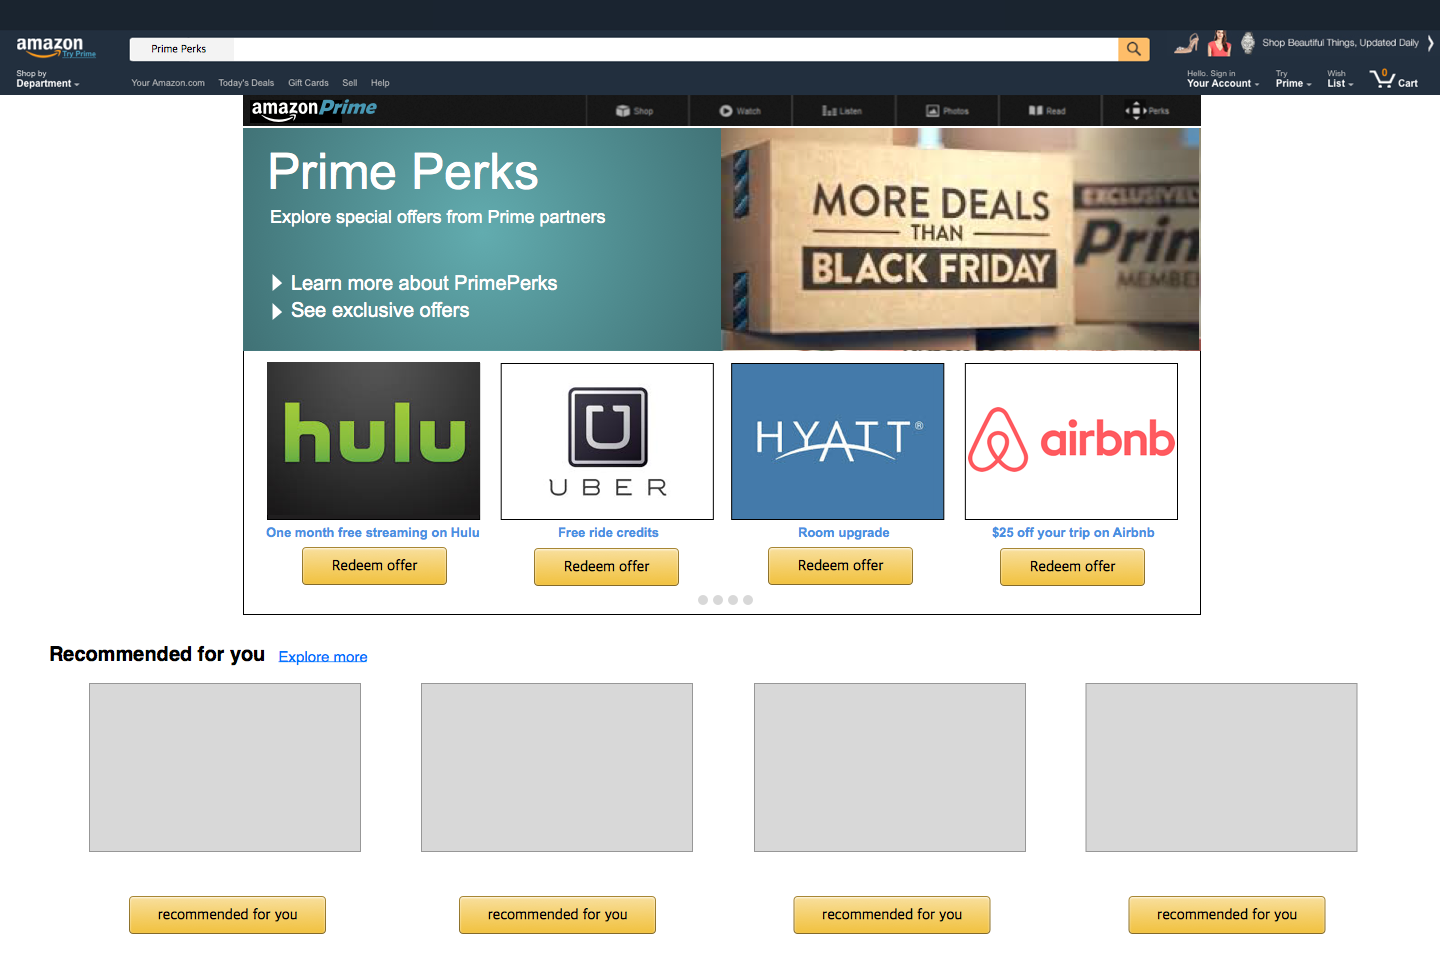 amazon
Try Prime
Prime Perks
Shop Beautiful Things, Updated Daily
Shop by
Department
Your Amazon.com
Today's Deals
Gift Cards
Sell
Help
Hello. Sign in
Your Account
Try
Prime
Wish
List
0
Cart
amazonPrime
Shop
Watch
Listen
Photos
Read
Perks
Prime Perks
Explore special offers from Prime partners
Learn more about PrimePerks
See exclusive offers
MORE DEALS
THAN
BLACK FRIDAY
EXCLUSIVELY
Prim
MEMBE
hulu
UBER
HYATT®
airbnb
One month free streaming on Hulu
Free ride credits
Room upgrade
$25 off your trip on Airbnb
Redeem offer
Redeem offer
Redeem offer
Redeem offer
Recommended for you
Explore more
recommended for you
recommended for you
recommended for you
recommended for you